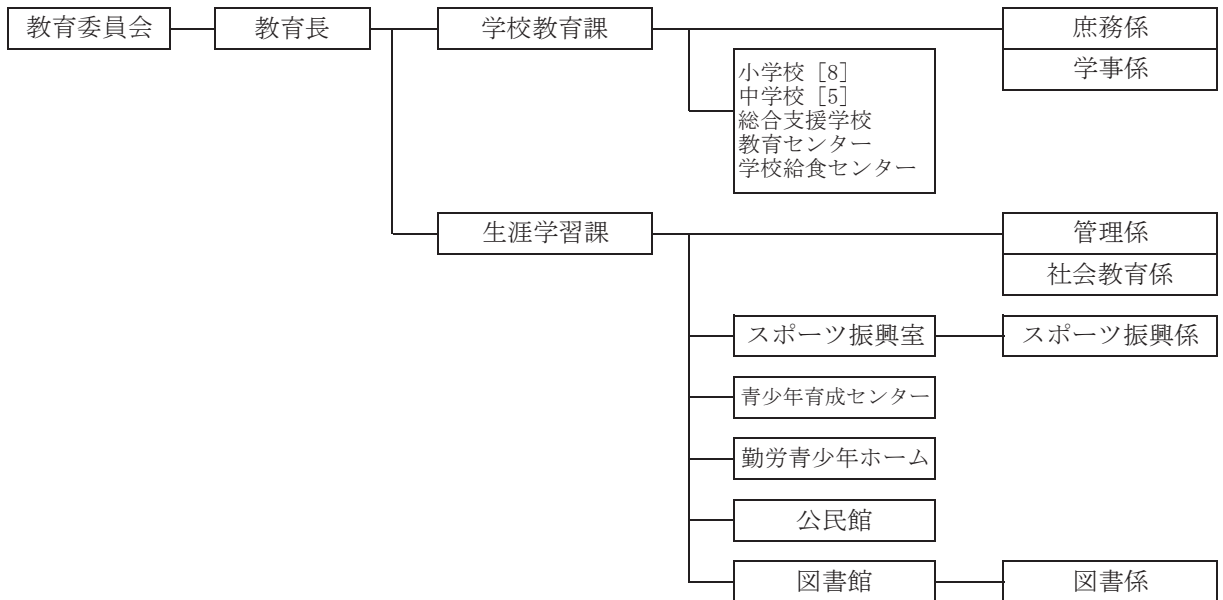 教育委員会
教育長
学校教育課
庶務係
学事係
小学校［8］
中学校［5］
総合支援学校
教育センター
学校給食センター
生涯学習課
管理係
社会教育係
スポーツ振興室
スポーツ振興係
青少年育成センター
勤労青少年ホーム
公民館
図書館
図書係